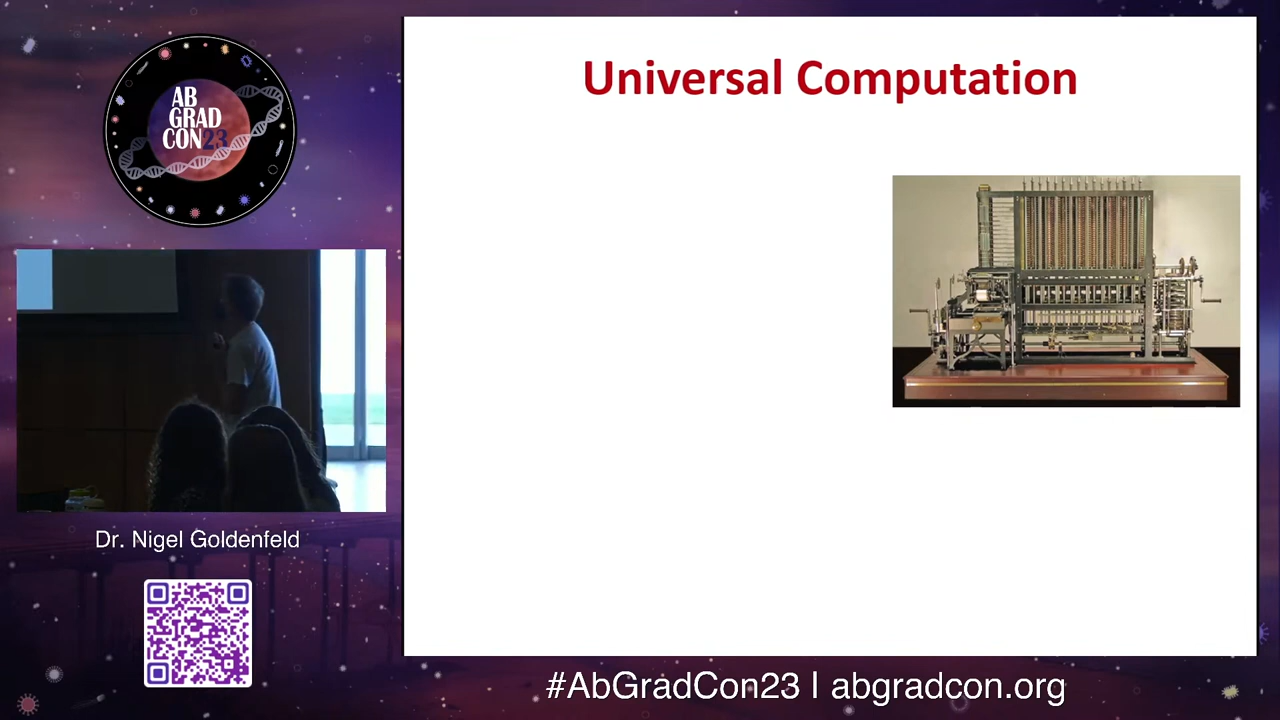 AB
GRAD
CON23
Universal Computation
Dr. Nigel Goldenfeld
#AbGradCon23 | abgradcon.org